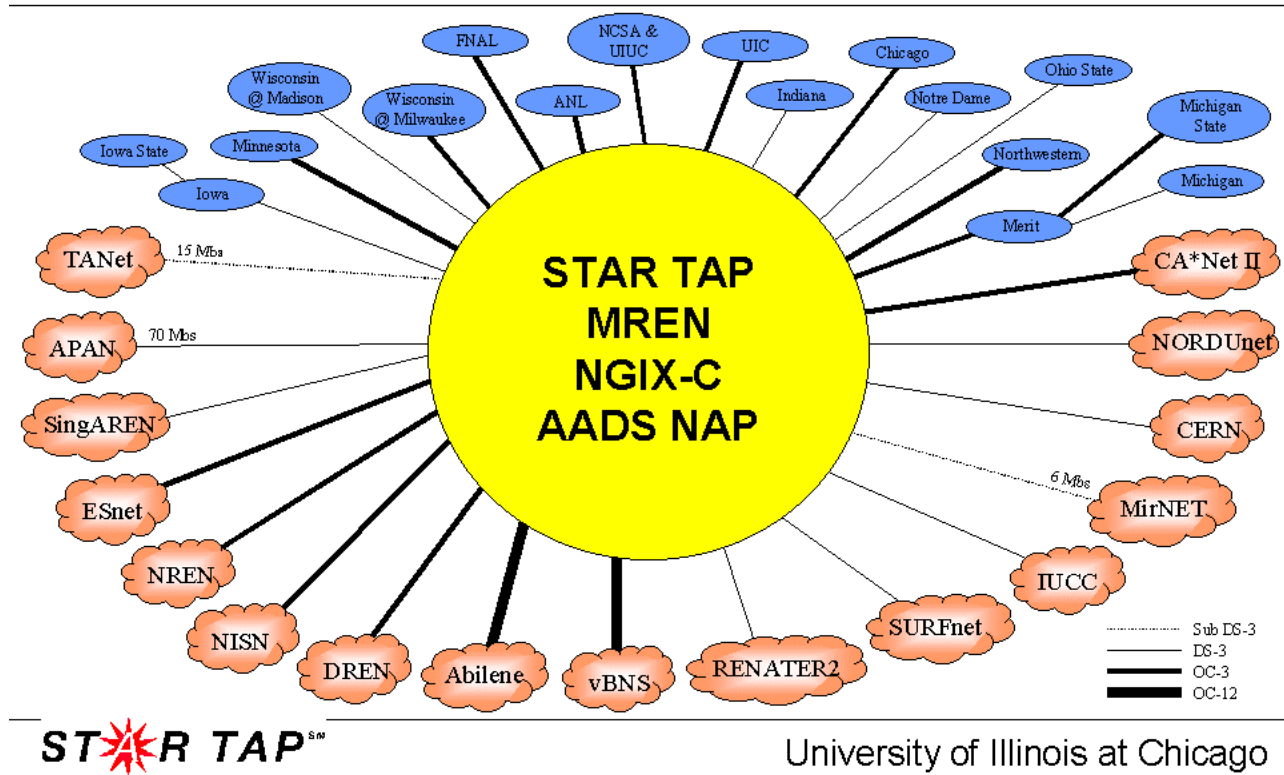 FNAL
NCSA &
UIUC
UIC
Chicago
Ohio State
Wisconsin
@ Madison
Wisconsin
@ Milwaukee
ANL
Indiana
Notre Dame
Michigan
State
Iowa State
Minnesota
Northwestern
Iowa
Michigan
Merit
TANet
15 Mbs
CA*Net II
STAR TAP
MREN
NGIX-C
AADS NAP
APAN
70 Mbs
NORDUnet
SingAREN
CERN
ESnet
6 Mbs
MirNET
NREN
IUCC
NISN
SURFnet
DREN
Abilene
vBNS
RENATER2
Sub DS-3
DS-3
OC-3
OC-12
STAR TAP℠
University of Illinois at Chicago